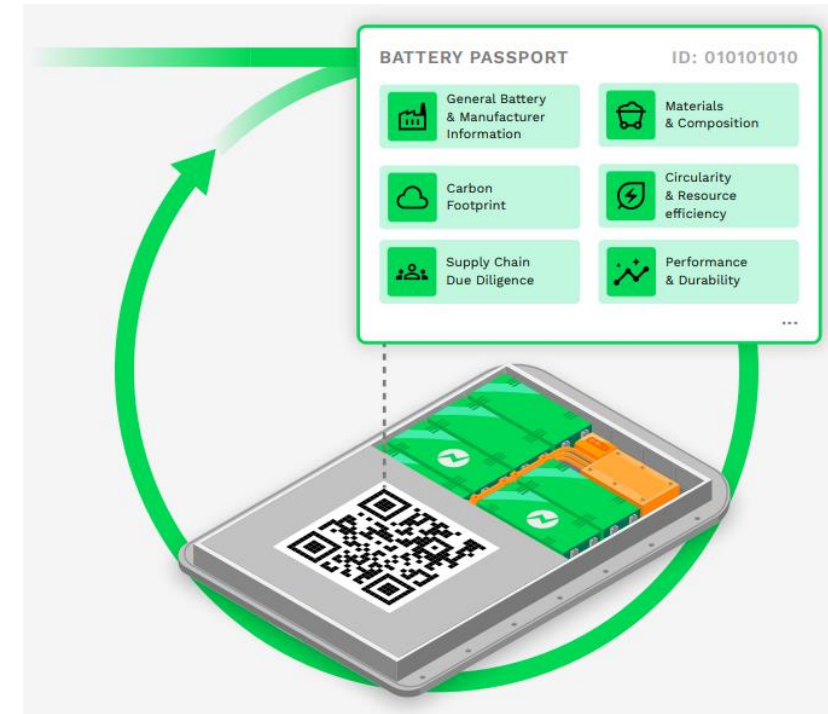 BATTERY PASSPORT
ID: 010101010
General Battery
& Manufacturer
Information
Materials
& Composition
Carbon
Footprint
Circularity
& Resource
efficiency
Supply Chain
Due Diligence
Performance
& Durability
...